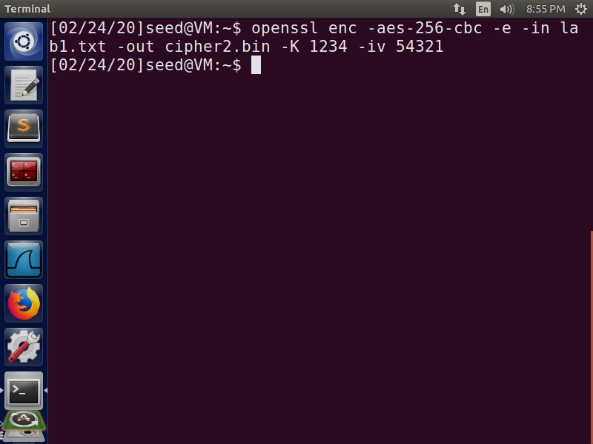 Terminal
En
8:55 PM
[02/24/20]seed@VM:~$ openssl enc -aes-256-cbc -e -in la
b1.txt -out cipher2.bin -K 1234 -iv 54321
[02/24/20]seed@VM:~$